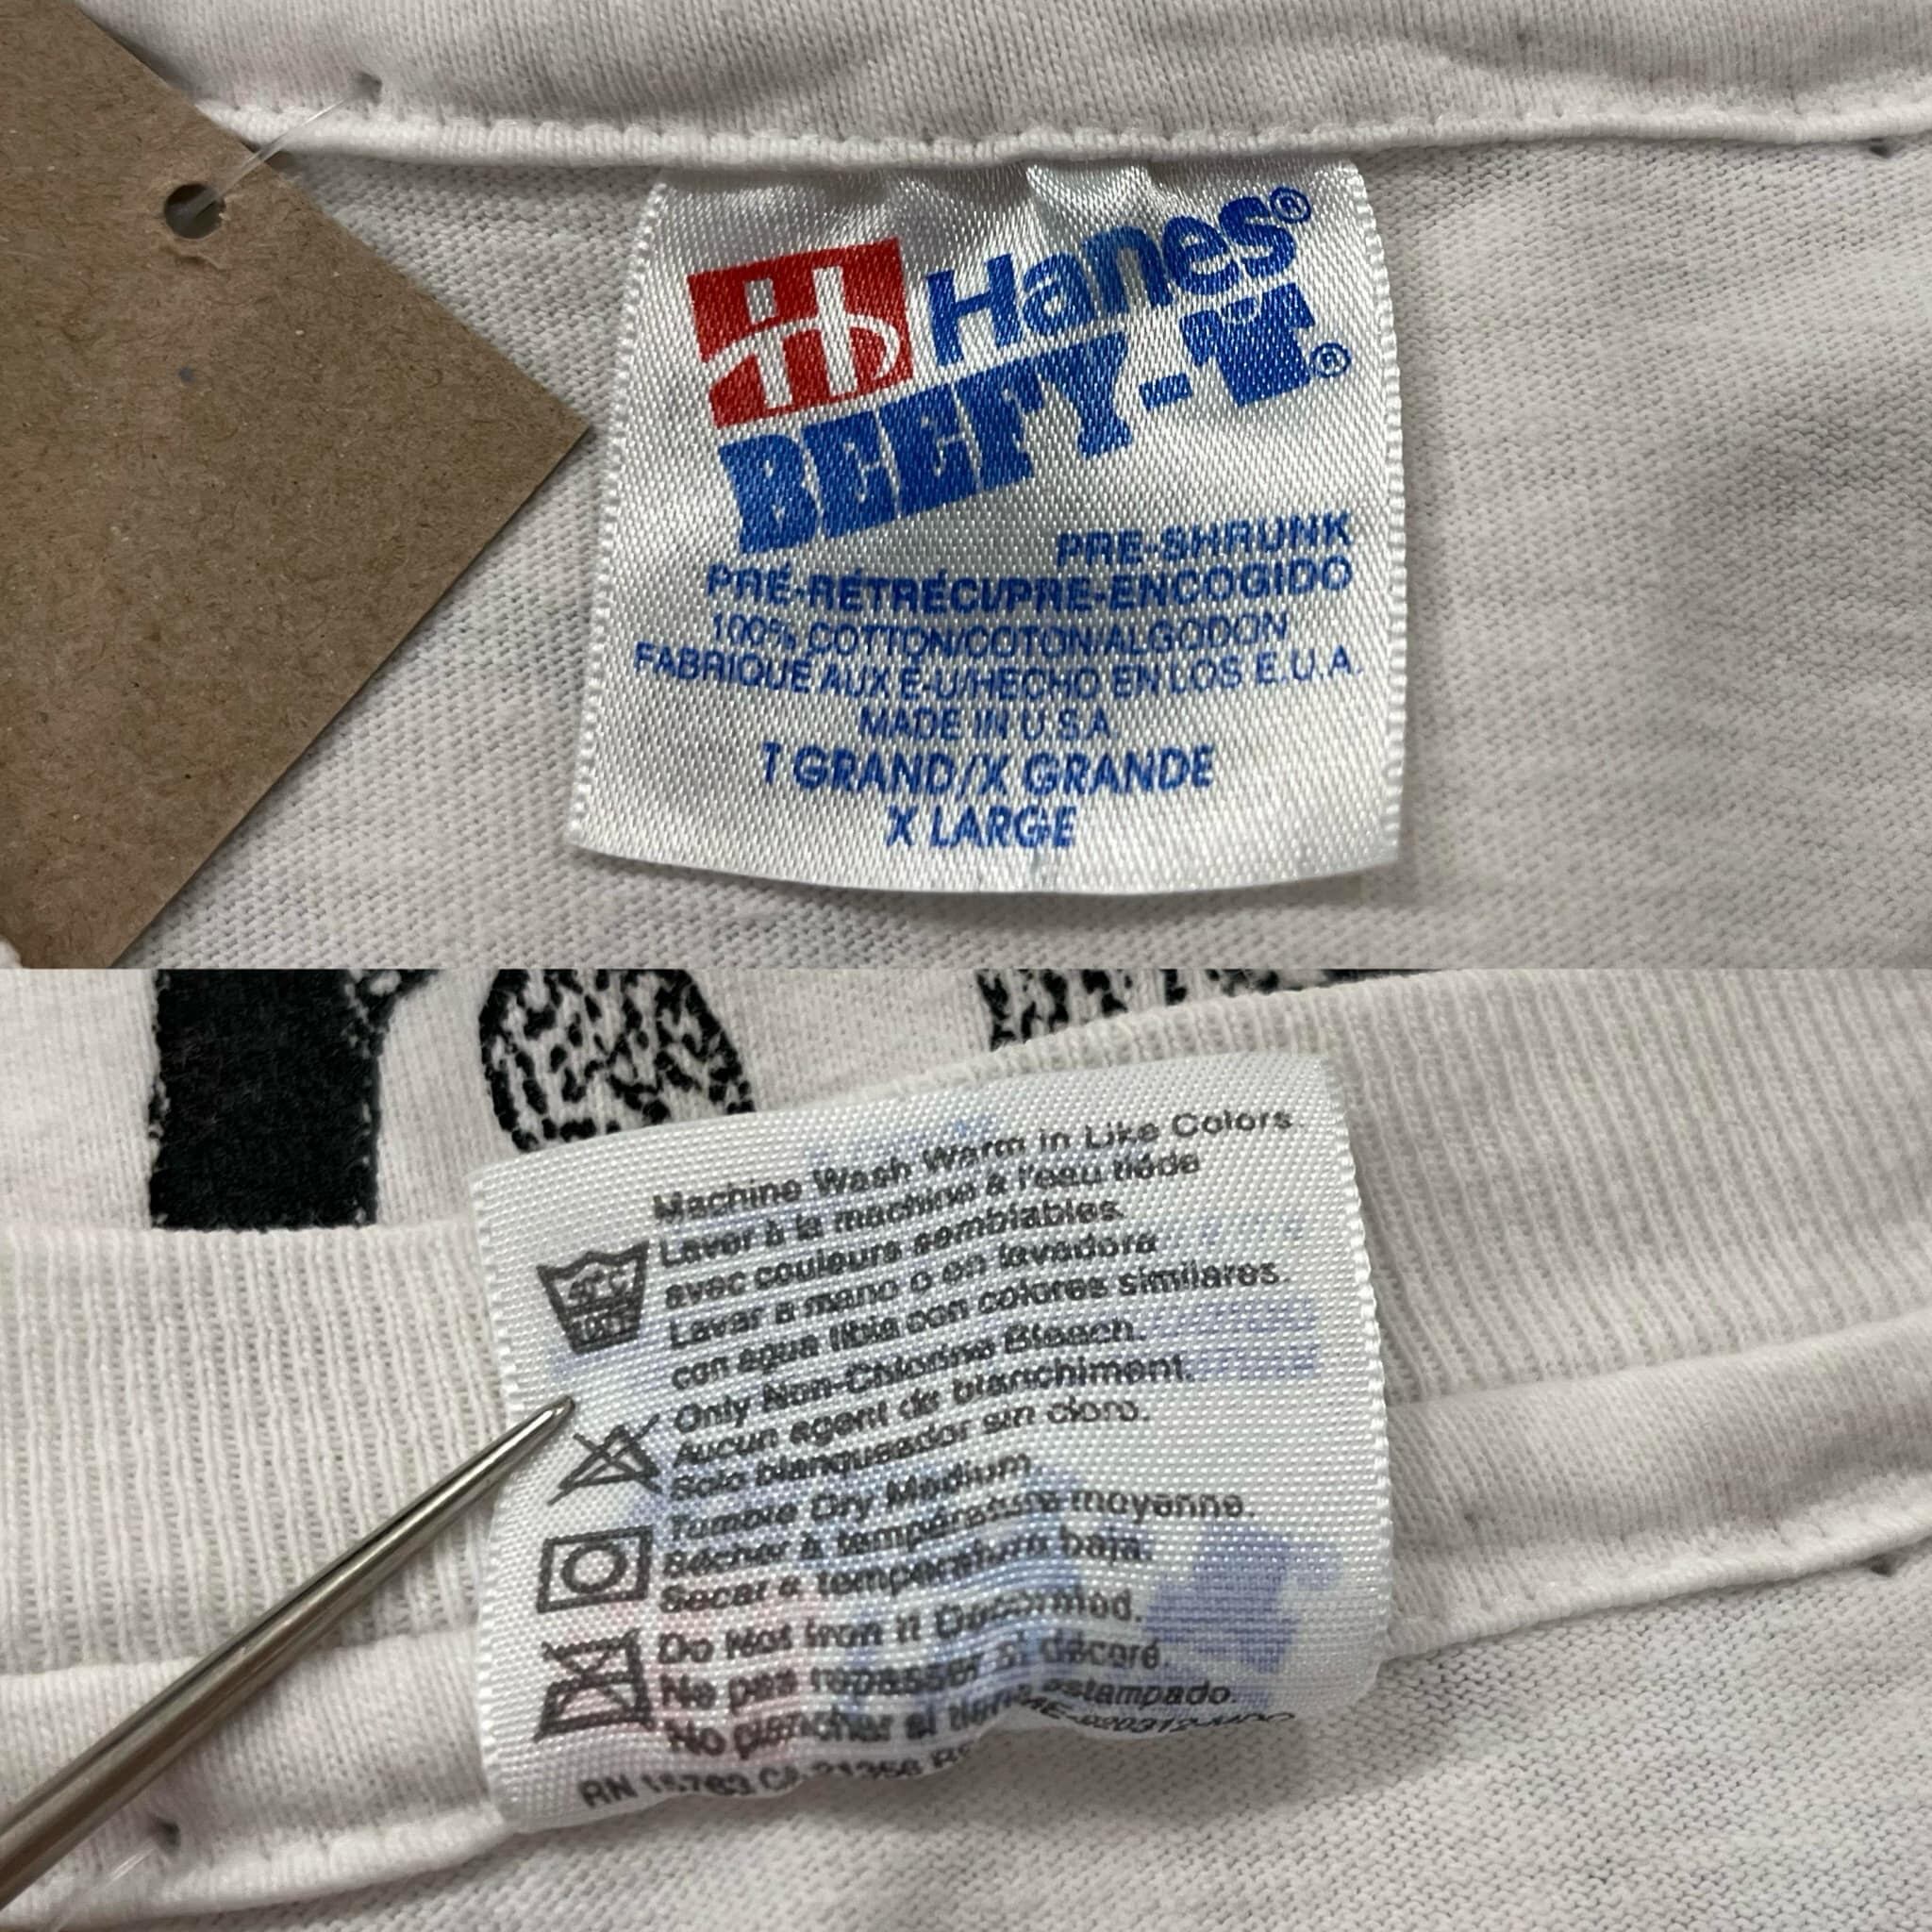 Hanes®
BEEFY-T®
PRE-SHRUNK
PRÉ-RÉTRÉCI/PRE-ENCOGIDO
100% COTTON/COTON/ALGODON
FABRIQUÉ AUX É-U/HECHO EN LOS E.U.A.
MADE IN U.S.A
T GRAND/X GRANDE
X LARGE
Machine Wash Warm in Like Colors.
Laver à la machine à l'eau tiède
avec couleurs semblables.
Lavar a mano o en lavadora
con agua tibia con colores similares.
Only Non-Chlorine Bleach.
Aucun agent de blanchiment.
Solo blanqueador sin cloro.
Tumble Dry Medium.
Sécher à température moyenne.
Secar a temperatura baja.
Do Not Iron if Decorated.
Ne pas repasser si décoré.
No planchar si tiene estampado.
RN 15763 CA